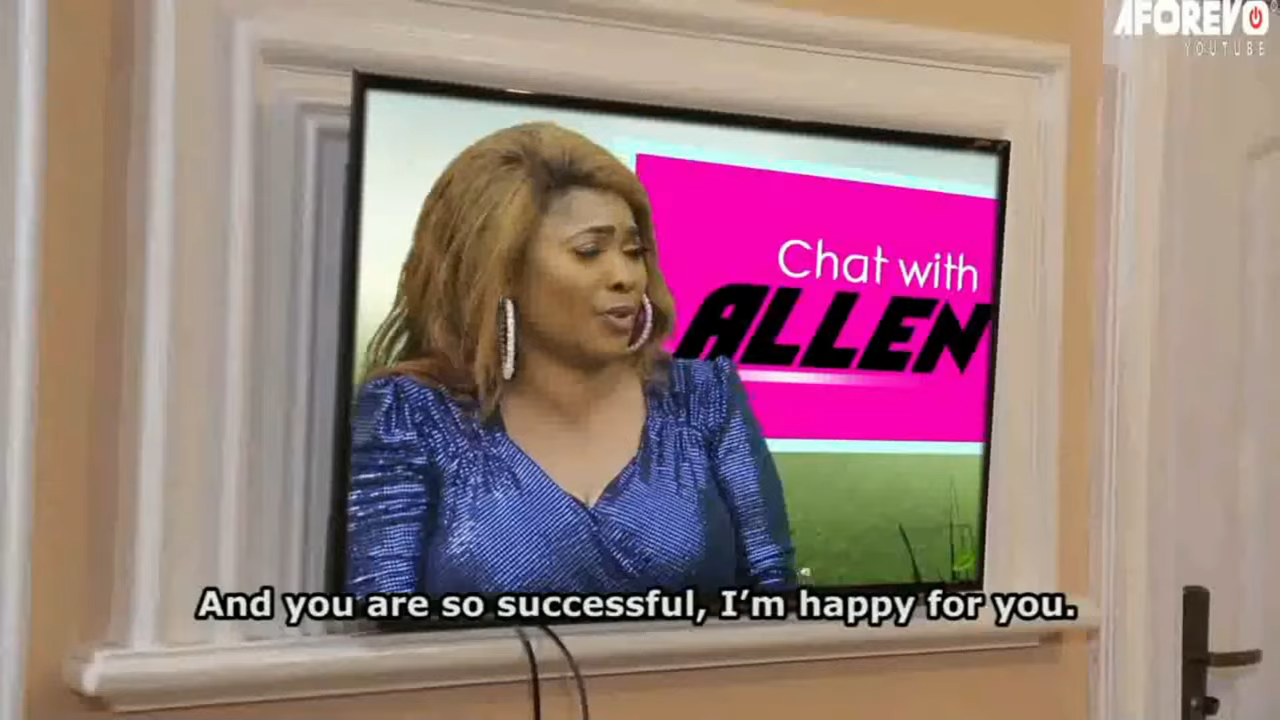 AFOREVO
YOUTUBE
Chat with
ALLEN
And you are so successful, I'm happy for you.